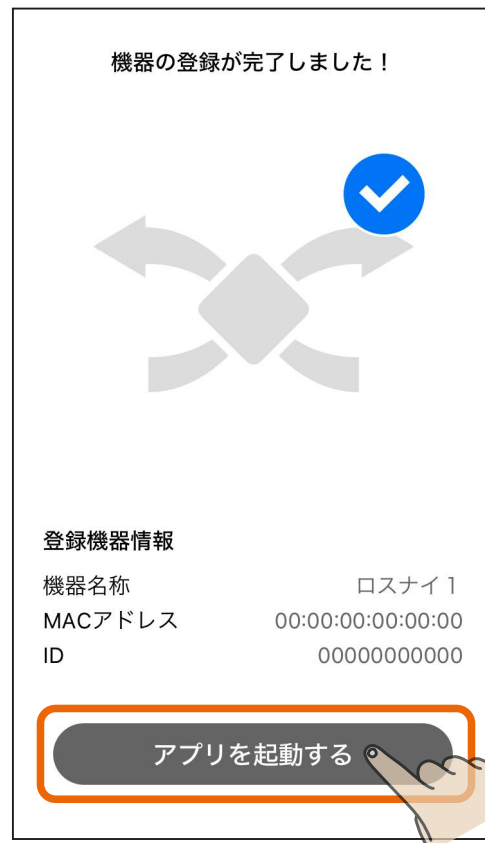 機器の登録が完了しました！
登録機器情報
機器名称 ロスナイ1
MACアドレス 00:00:00:00:00:00
ID 00000000000
アプリを起動する